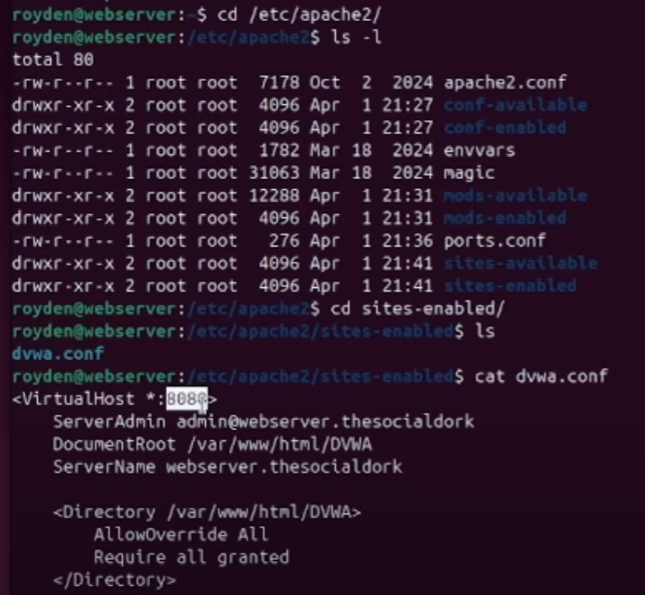 royden@webserver:~$ cd /etc/apache2/
royden@webserver:/etc/apache2$ ls -l
total 80
-rw-r--r-- 1 root root  7178 Oct  2  2024 apache2.conf
drwxr-xr-x 2 root root  4096 Apr  1 21:27 conf-available
drwxr-xr-x 2 root root  4096 Apr  1 21:27 conf-enabled
-rw-r--r-- 1 root root  1782 Mar 18  2024 envvars
-rw-r--r-- 1 root root 31063 Mar 18  2024 magic
drwxr-xr-x 2 root root 12288 Apr  1 21:31 mods-available
drwxr-xr-x 2 root root  4096 Apr  1 21:31 mods-enabled
-rw-r--r-- 1 root root   276 Apr  1 21:36 ports.conf
drwxr-xr-x 2 root root  4096 Apr  1 21:41 sites-available
drwxr-xr-x 2 root root  4096 Apr  1 21:41 sites-enabled
royden@webserver:/etc/apache2$ cd sites-enabled/
royden@webserver:/etc/apache2/sites-enabled$ ls
dvwa.conf
royden@webserver:/etc/apache2/sites-enabled$ cat dvwa.conf
<VirtualHost *:8080>
    ServerAdmin admin@webserver.thesocialdork
    DocumentRoot /var/www/html/DVWA
    ServerName webserver.thesocialdork
    <Directory /var/www/html/DVWA>
        AllowOverride All
        Require all granted
    </Directory>